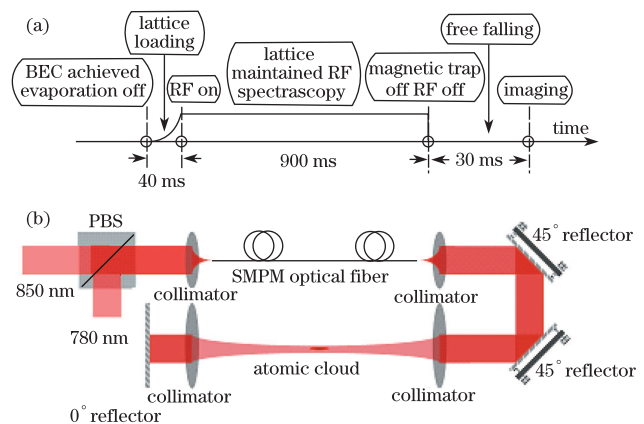 (a)
lattice
loading
free falling
BEC achieved
evaporation off
RF on
lattice
maintained RF
spectrascopy
magnetic trap
off RF off
imaging
time
40 ms
900 ms
30 ms
(b)
PBS
45° reflector
850 nm
collimator
SMPM optical fiber
collimator
780 nm
atomic cloud
collimator
collimator
45° reflector
0° reflector